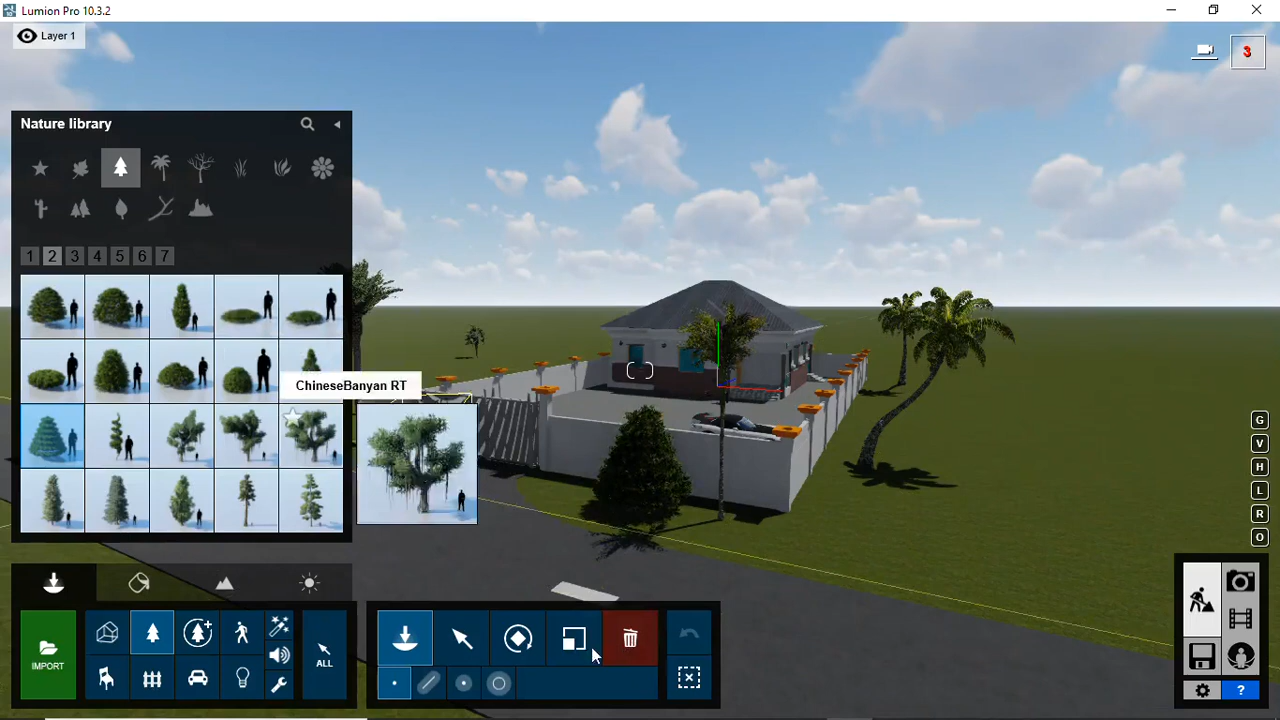 Lumion Pro 10.3.2
Layer 1
3
Nature library
1 2 3 4 5 6 7
ChineseBanyan RT
G
V
H
L
R
O
IMPORT
ALL
?